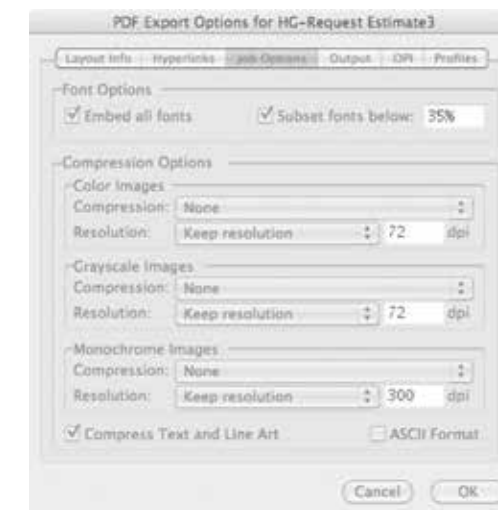 PDF Export Options for HG-Request Estimate3
Layout Info Hyperlinks Job Options Output OPI Profiles
Font Options
Embed all fonts Subset fonts below: 35%
Compression Options
Color Images
Compression: None
Resolution: Keep resolution 72 dpi
Grayscale Images
Compression: None
Resolution: Keep resolution 72 dpi
Monochrome Images
Compression: None
Resolution: Keep resolution 300 dpi
Compress Text and Line Art ASCII Format
Cancel OK